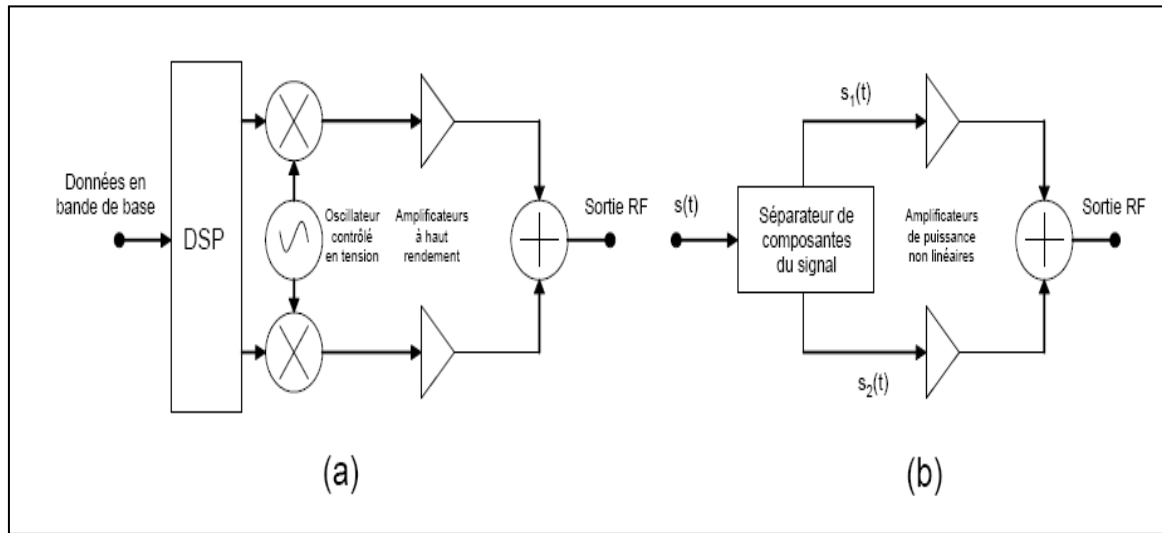 Données en
bande de base
DSP
Oscillateur
contrôlé
en tension
Amplificateurs
à haut
rendement
Sortie RF
(a)
s(t)
Séparateur de
composantes
du signal
s1(t)
s2(t)
Amplificateurs
de puissance
non linéaires
Sortie RF
(b)